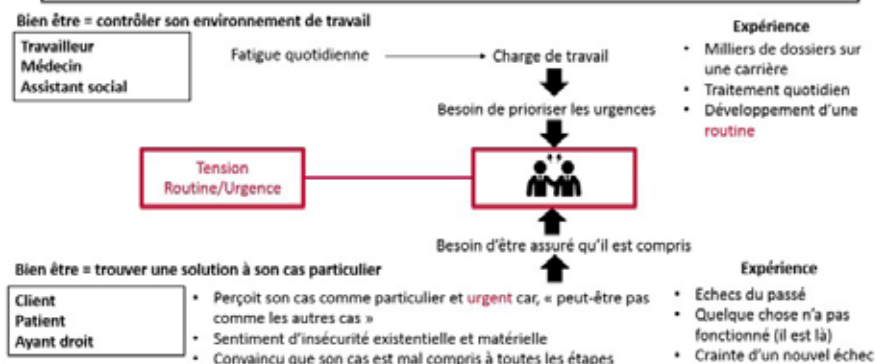 Bien être = contrôler son environnement de travail
Travailleur
Médecin
Assistant social
Fatigue quotidienne
Charge de travail
Besoin de prioriser les urgences
Expérience
• Milliers de dossiers sur
une carrière
• Traitement quotidien
• Développement d'une
routine
Tension
Routine/Urgence
Besoin d'être assuré qu'il est compris
Bien être = trouver une solution à son cas particulier
Client
Patient
Ayant droit
• Perçoit son cas comme particulier et urgent car, « peut-être pas
comme les autres cas »
• Sentiment d'insécurité existentielle et matérielle
• Convaincu que son cas est mal compris à toutes les étapes
Expérience
• Echecs du passé
• Quelque chose n'a pas
fonctionné (il est là)
• Crainte d'un nouvel échec